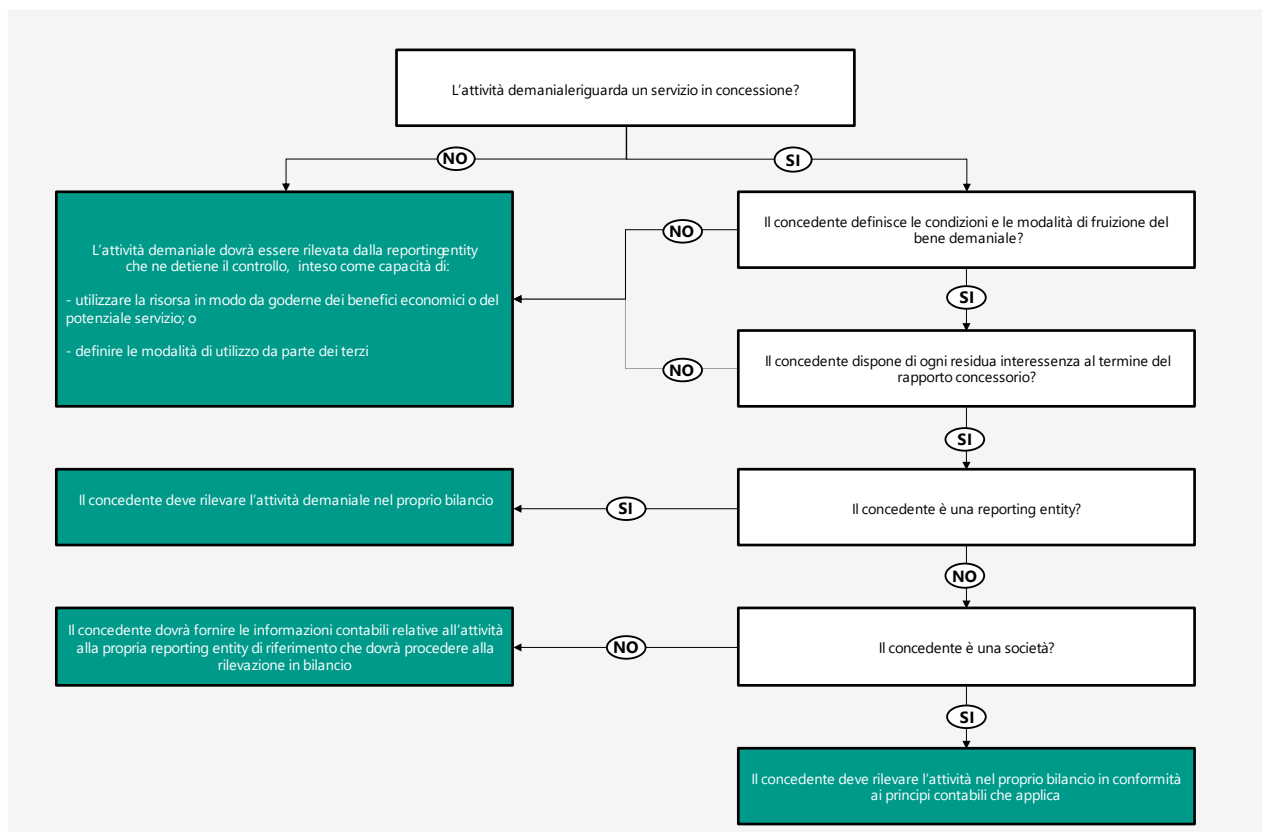 L'attività demanialeriguarda un servizio in concessione?
NO
SI
L'attività demaniale dovrà essere rilevata dalla reportingentity
che ne detiene il controllo, inteso come capacità di:
- utilizzare la risorsa in modo da goderne dei benefici economici o del
potenziale servizio; o
- definire le modalità di utilizzo da parte dei terzi
NO
Il concedente definisce le condizioni e le modalità di fruizione del
bene demaniale?
SI
NO
Il concedente dispone di ogni residua interessenza al termine del
rapporto concessorio?
SI
Il concedente deve rilevare l'attività demaniale nel proprio bilancio
SI
Il concedente è una reporting entity?
NO
Il concedente dovrà fornire le informazioni contabili relative all'attività
alla propria reporting entity di riferimento che dovrà procedere alla
rilevazione in bilancio
NO
Il concedente è una società?
SI
Il concedente deve rilevare l'attività nel proprio bilancio in conformità
ai principi contabili che applica